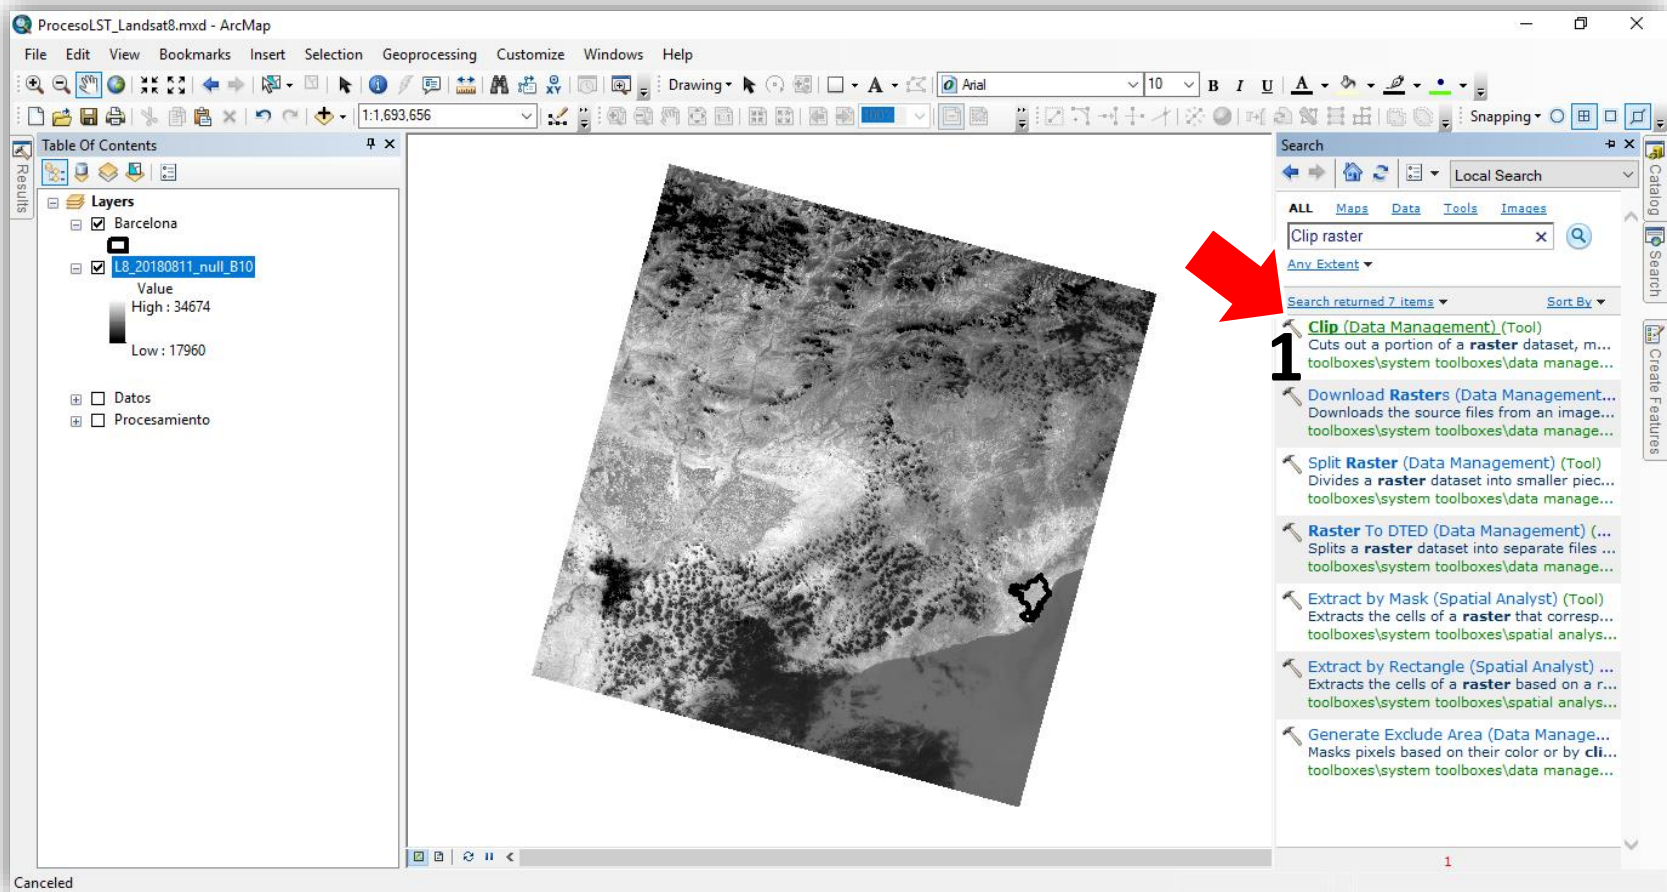 ProcesoLST_Landsat8.mxd - ArcMap
File Edit View Bookmarks Insert Selection Geoprocessing Customize Windows Help
Drawing A Arial 10 B I U A
1:1,693,656 100% Snapping
Table Of Contents
Results
Layers
Barcelona
L8_20180811_null_B10
Value
High : 34674
Low : 17960
Datos
Procesamiento
Search
Local Search
ALL Maps Data Tools Images
Clip raster
Any Extent
Search returned 7 items Sort By
1
Clip (Data Management) (Tool)
Cuts out a portion of a raster dataset, m...
toolboxes\system toolboxes\data manage...
Download Rasters (Data Management...
Downloads the source files from an image...
toolboxes\system toolboxes\data manage...
Split Raster (Data Management) (Tool)
Divides a raster dataset into smaller piec...
toolboxes\system toolboxes\data manage...
Raster To DTED (Data Management) (...
Splits a raster dataset into separate files ...
toolboxes\system toolboxes\data manage...
Extract by Mask (Spatial Analyst) (Tool)
Extracts the cells of a raster that corresp...
toolboxes\system toolboxes\spatial analys...
Extract by Rectangle (Spatial Analyst) ...
Extracts the cells of a raster based on a r...
toolboxes\system toolboxes\spatial analys...
Generate Exclude Area (Data Manage...
Masks pixels based on their color or by cli...
toolboxes\system toolboxes\data manage...
1
Catalog
Search
Create Features
Canceled